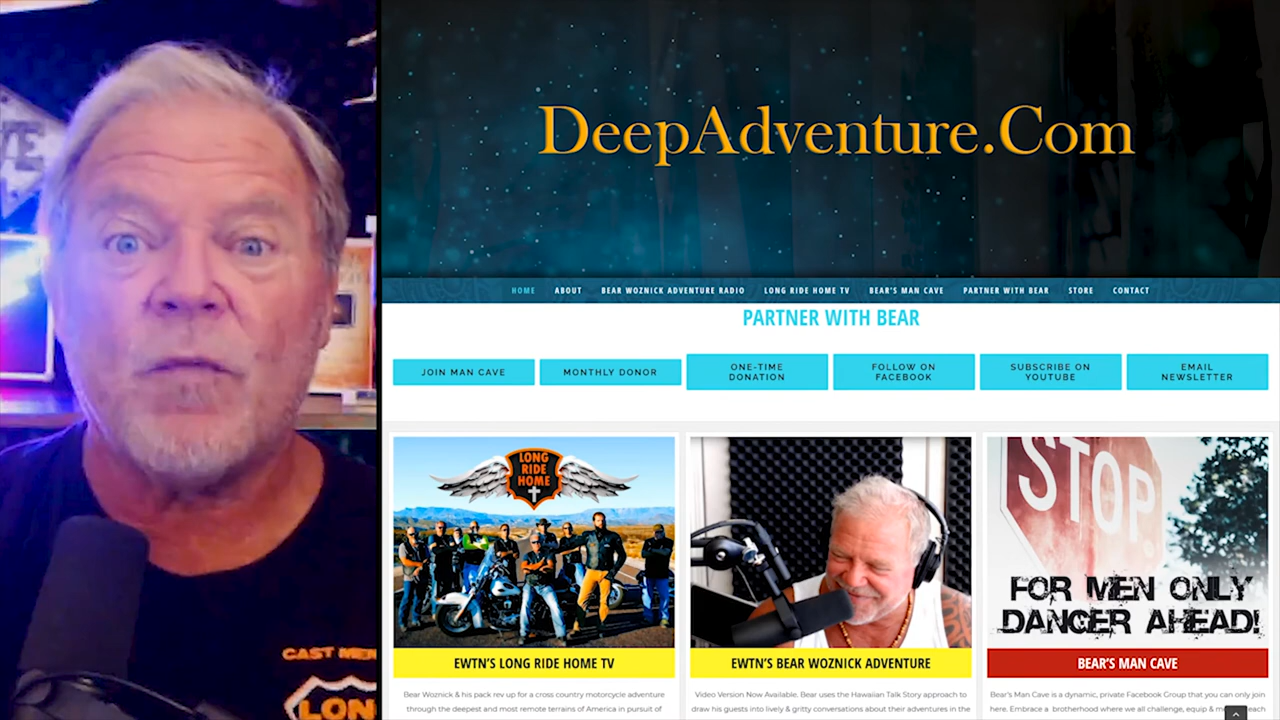 DeepAdventure.Com
HOME ABOUT BEAR WOZNICK ADVENTURE RADIO LONG RIDE HOME TV BEAR'S MAN CAVE PARTNER WITH BEAR STORE CONTACT
PARTNER WITH BEAR
JOIN MAN CAVE
MONTHLY DONOR
ONE-TIME
DONATION
FOLLOW ON
FACEBOOK
SUBSCRIBE ON
YOUTUBE
EMAIL
NEWSLETTER
LONG
RIDE
HOME
EWTN'S LONG RIDE HOME TV
Bear Woznick & his pack rev up for a cross country motorcycle adventure
through the deepest and most remote terrains of America in pursuit of
EWTN'S BEAR WOZNICK ADVENTURE
Video Version Now Available. Bear uses the Hawaiian Talk Story approach to
draw his guests into lively & gritty conversations about their adventures in the
STOP
FOR MEN ONLY
DANGER AHEAD!
BEAR'S MAN CAVE
Bear's Man Cave is a dynamic, private Facebook Group that you can only join
here. Embrace a brotherhood where we all challenge, equip & each
CAST
LON